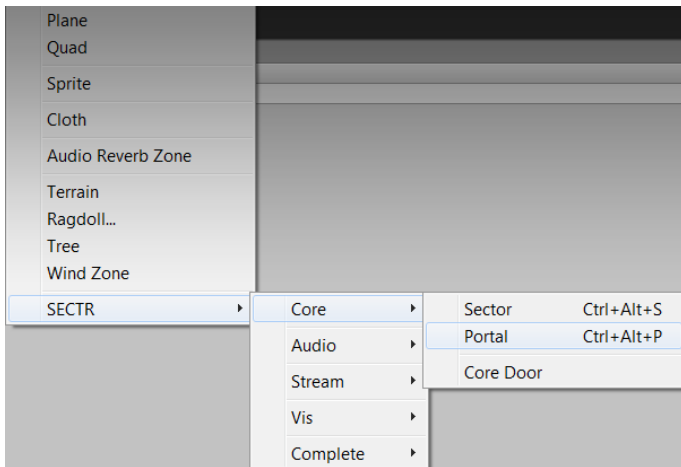 Plane
Quad
Sprite
Cloth
Audio Reverb Zone
Terrain
Ragdoll...
Tree
Wind Zone
SECTR
Core
Audio
Stream
Vis
Complete
Sector Ctrl+Alt+S
Portal Ctrl+Alt+P
Core Door